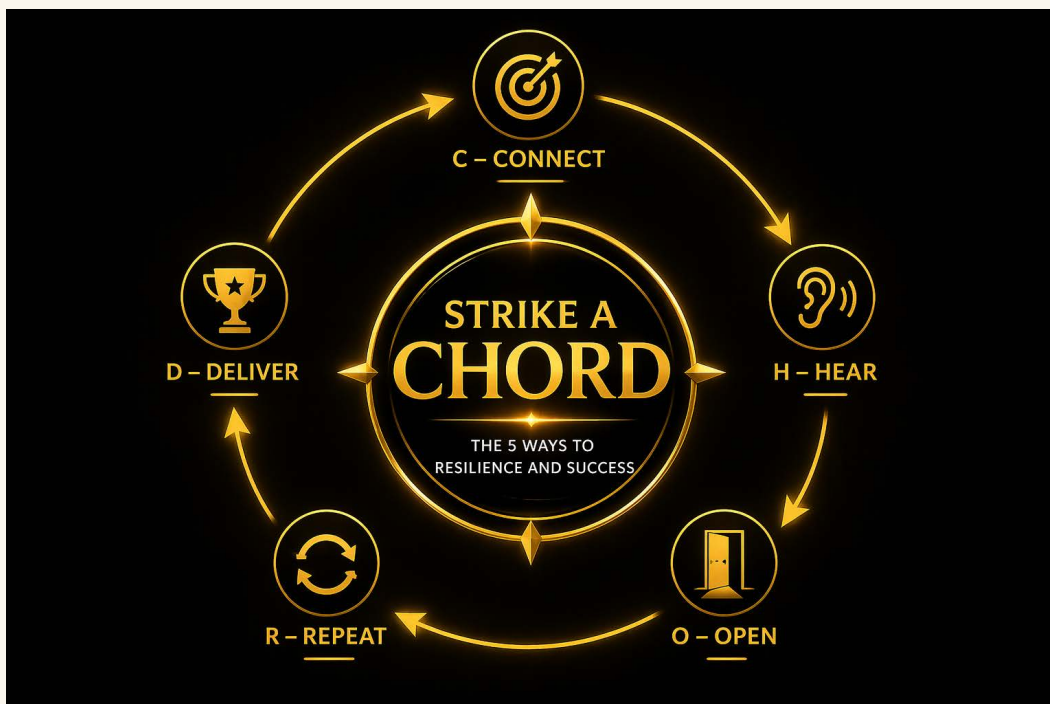 C – CONNECT
D – DELIVER
STRIKE A
CHORD
THE 5 WAYS TO
RESILIENCE AND SUCCESS
H – HEAR
R – REPEAT
O – OPEN